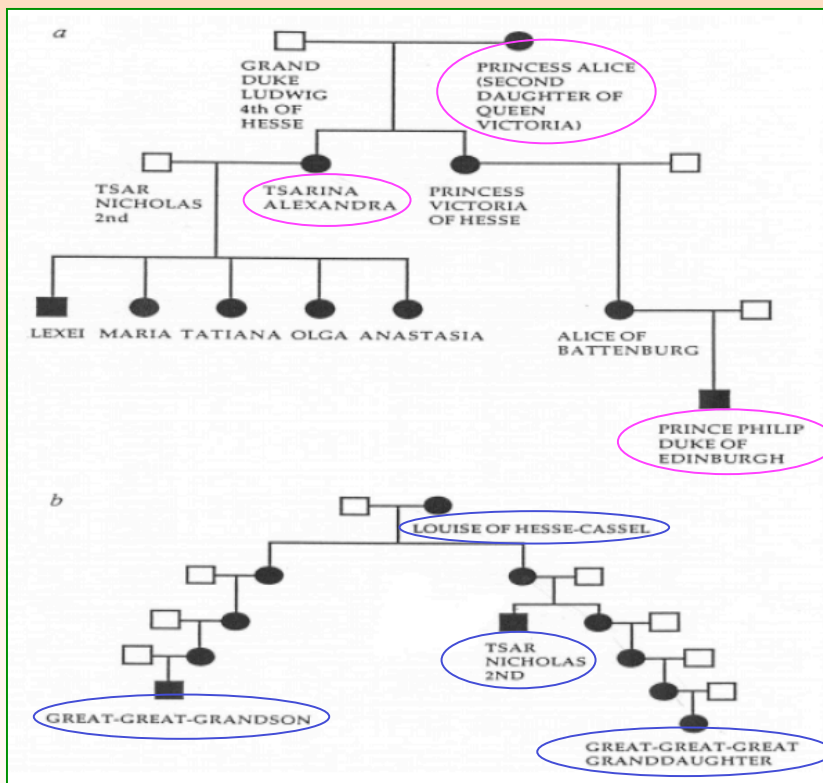 a
GRAND
DUKE
LUDWIG
4th OF
HESSE
PRINCESS ALICE
(SECOND
DAUGHTER OF
QUEEN
VICTORIA)
TSAR
NICHOLAS
2nd
TSARINA
ALEXANDRA
PRINCESS
VICTORIA
OF HESSE
LEXEI MARIA TATIANA OLGA ANASTASIA
ALICE OF
BATTENBURG
PRINCE PHILIP
DUKE OF
EDINBURGH
b
LOUISE OF HESSE-CASSEL
TSAR
NICHOLAS
2ND
GREAT-GREAT-GRANDSON
GREAT-GREAT-GREAT
GRANDDAUGHTER